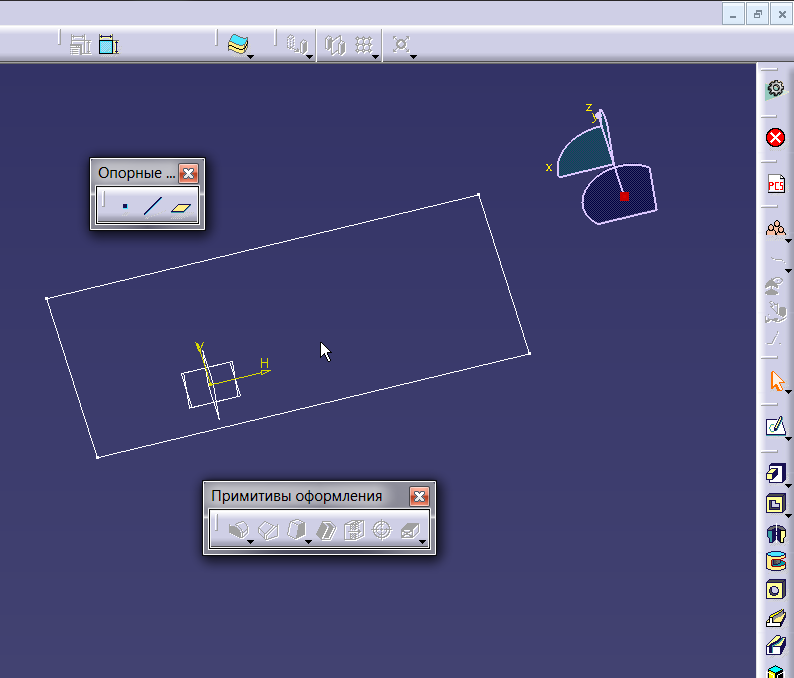 z
y
x
Опорные ...
PCS
V
H
Примитивы оформления